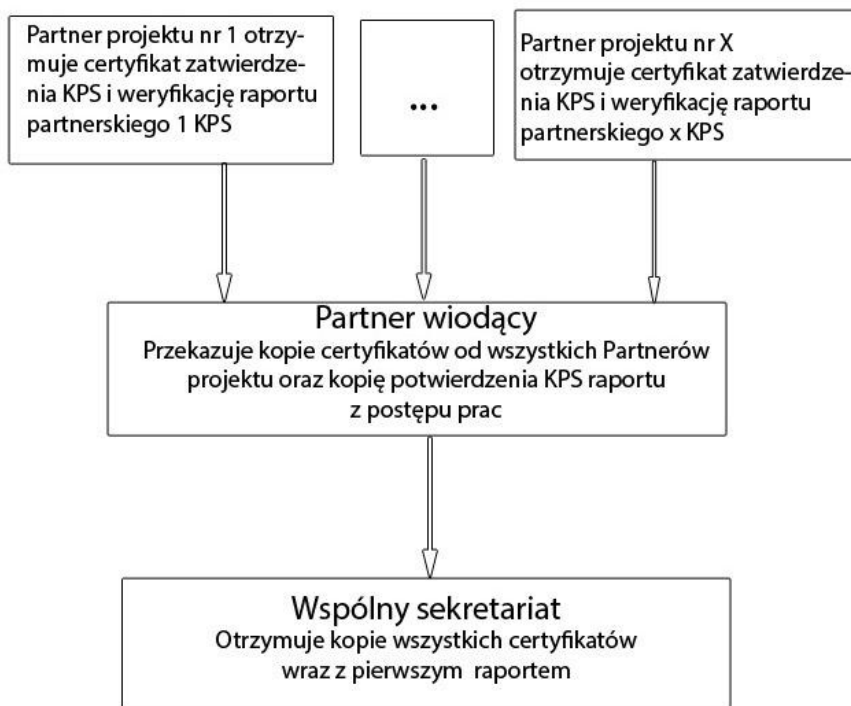 Partner projektu nr 1 otrzy-
muje certyfikat zatwierdze-
nia KPS i weryfikację raportu
partnerskiego 1 KPS
...
Partner projektu nr X
otrzymuje certyfikat zatwierdze-
nia KPS i weryfikację raportu
partnerskiego x KPS
Partner wiodący
Przekazuje kopie certyfikatów od wszystkich Partnerów
projektu oraz kopię potwierdzenia KPS raportu
z postępu prac
Wspólny sekretariat
Otrzymuje kopie wszystkich certyfikatów
wraz z pierwszym raportem